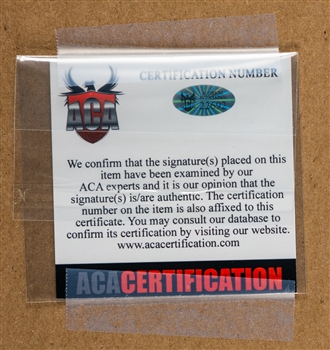 CERTIFICATION NUMBER
ACA
We confirm that the signature(s) placed on this
item have been examined by our
ACA experts and it is our opinion that the
signature(s) is/are authentic. The certification
number on the item is also affixed to this
certificate. You may consult our database to
confirm its certification by visiting our website.
www.acacertification.com
ACACERTIFICATION